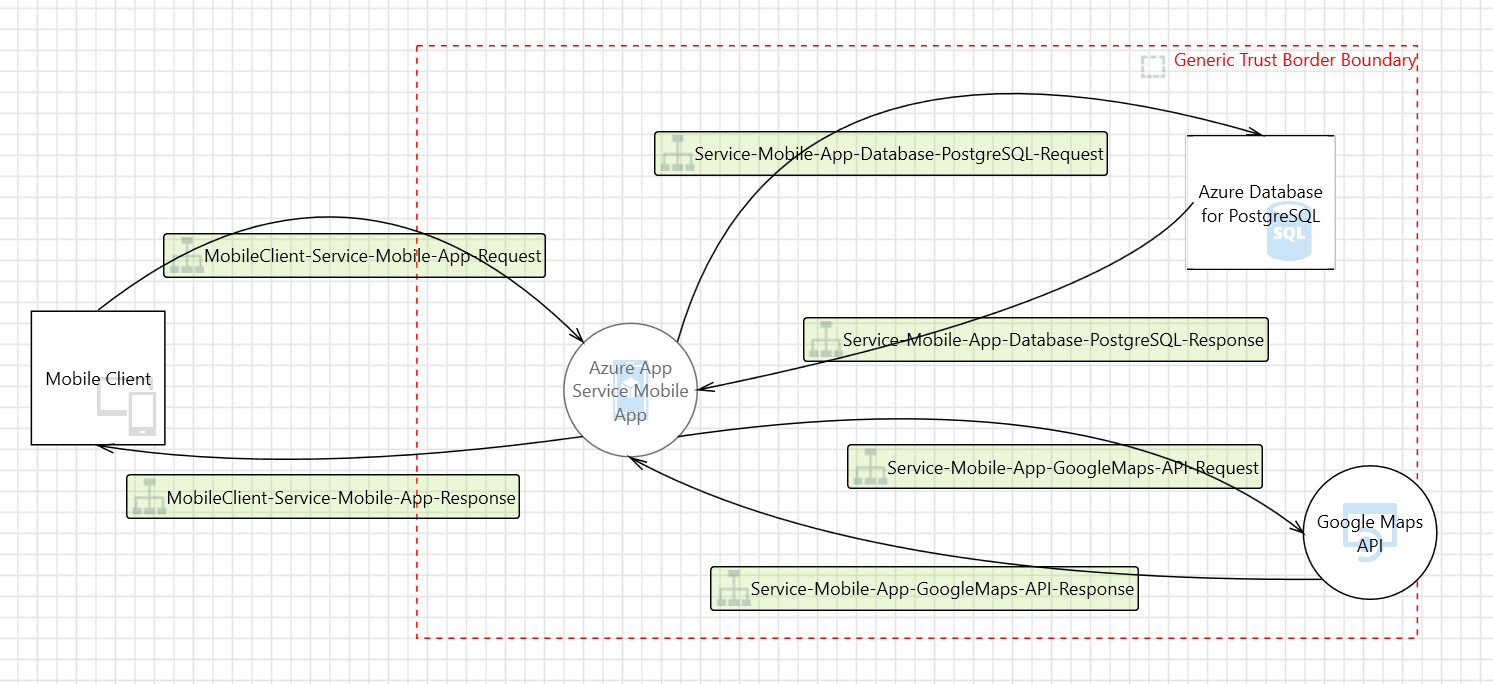 Generic Trust Border Boundary
Service-Mobile-App-Database-PostgreSQL-Request
Azure Database
for PostgreSQL
SQL
MobileClient-Service-Mobile-App-Request
Service-Mobile-App-Database-PostgreSQL-Response
Mobile Client
Azure App
Service Mobile
App
Service-Mobile-App-GoogleMaps-API-Request
MobileClient-Service-Mobile-App-Response
Google Maps
API
Service-Mobile-App-GoogleMaps-API-Response